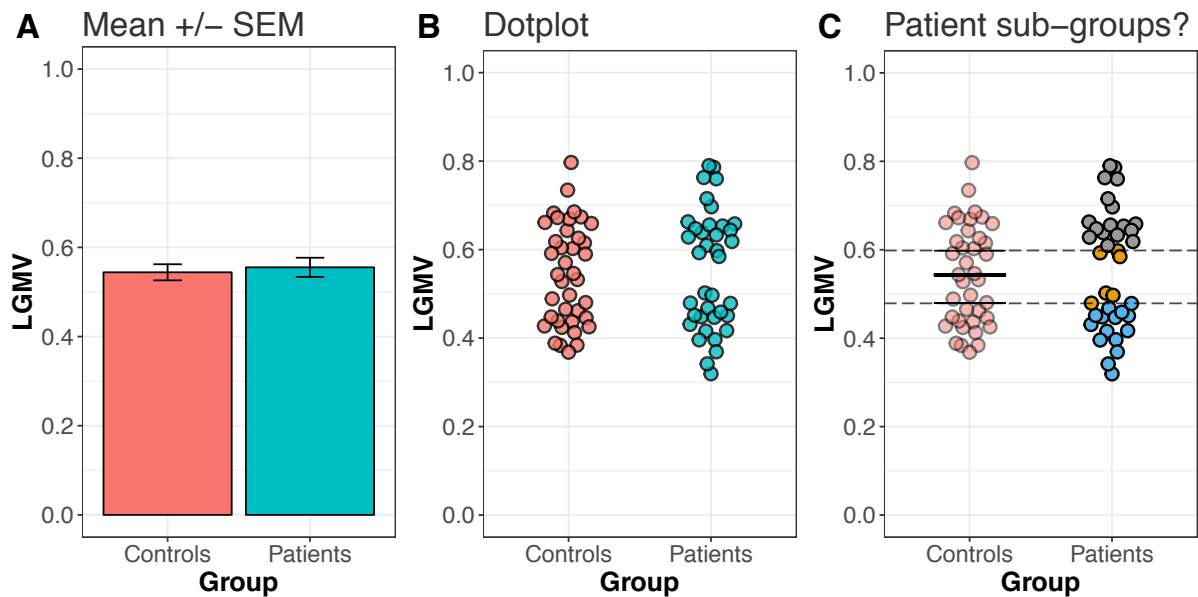 A Mean +/− SEM
LGMV
1.0
0.8
0.6
0.4
0.2
0.0
Controls Patients
Group
B Dotplot
LGMV
1.0
0.8
0.6
0.4
0.2
0.0
Controls Patients
Group
C Patient sub−groups?
LGMV
1.0
0.8
0.6
0.4
0.2
0.0
Controls Patients
Group